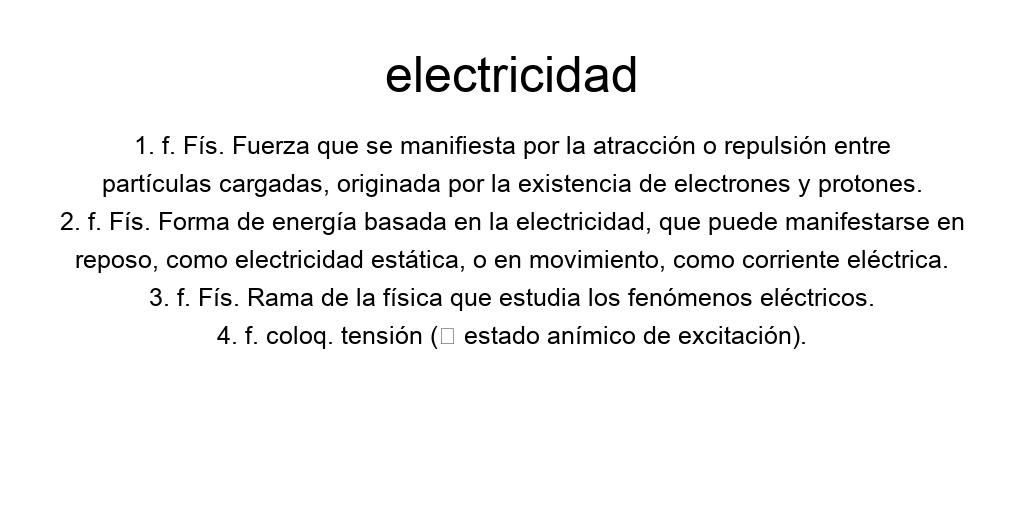 electricidad
1. f. Fís. Fuerza que se manifiesta por la atracción o repulsión entre
partículas cargadas, originada por la existencia de electrones y protones.
2. f. Fís. Forma de energía basada en la electricidad, que puede manifestarse en
reposo, como electricidad estática, o en movimiento, como corriente eléctrica.
3. f. Fís. Rama de la física que estudia los fenómenos eléctricos.
4. f. coloq. tensión (□ estado anímico de excitación).